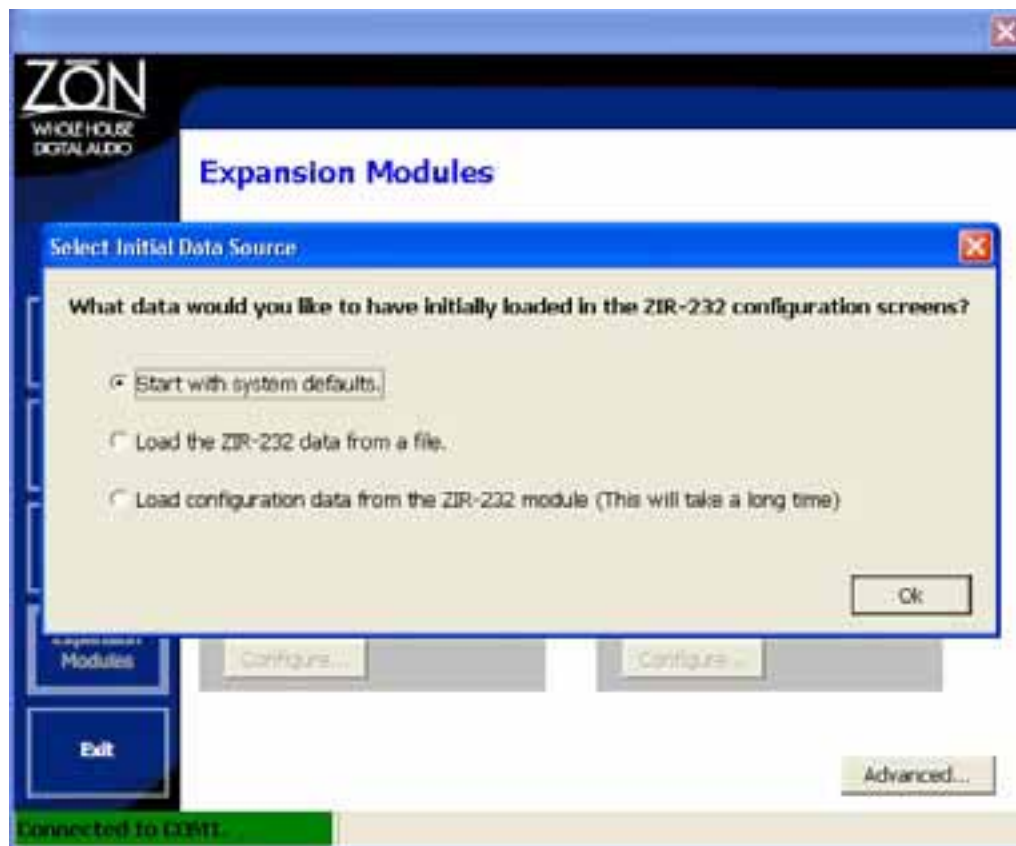 ZŌN
WHOLE HOUSE
DIGITAL AUDIO
Expansion Modules
Select Initial Data Source
What data would you like to have initially loaded in the ZIR-232 configuration screens?
Start with system defaults.
Load the ZIR-232 data from a file.
Load configuration data from the ZIR-232 module (This will take a long time)
Ok
Expansion
Modules
Configure...
Configure...
Exit
Advanced...
Connected to COM1.